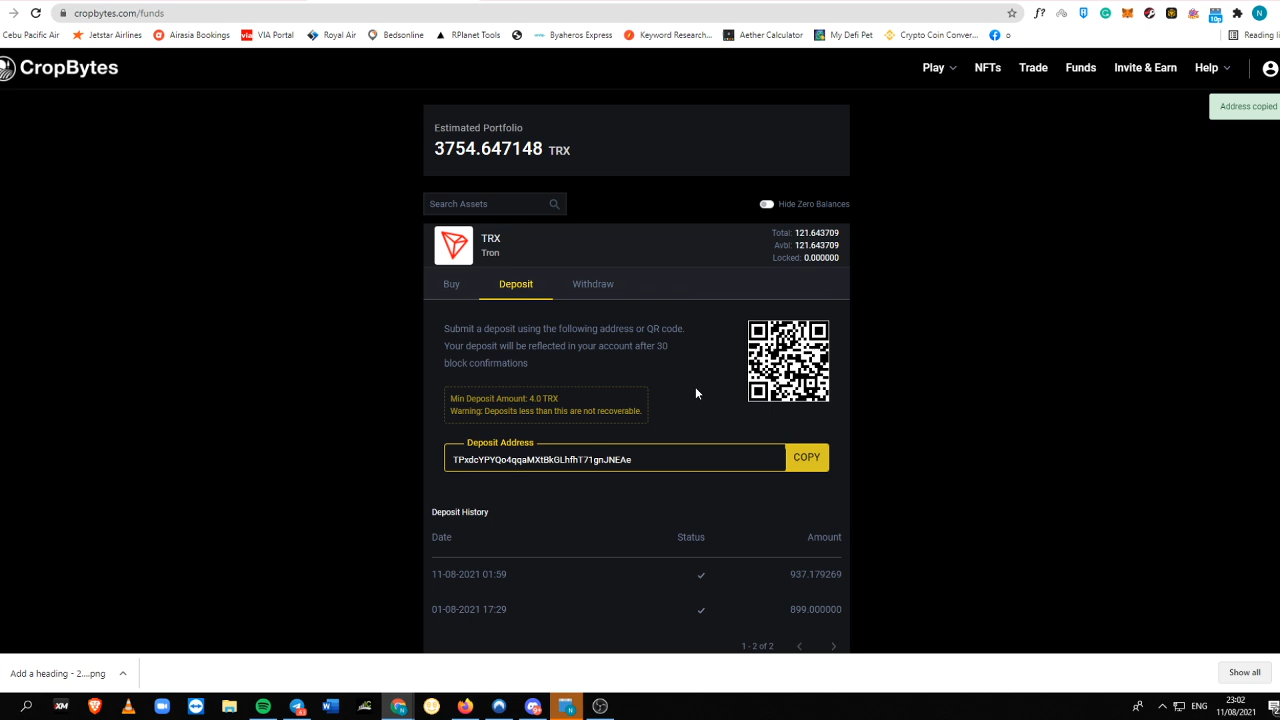 cropbytes.com/funds
10p
N
Cebu Pacific Air
Jetstar Airlines
Airasia Bookings
via
VIA Portal
Royal Air
Bedsonline
RPlanet Tools
Byaheros Express
Keyword Research...
Aether Calculator
My Defi Pet
Crypto Coin Conver...
o
Reading li
CropBytes
Play
NFTs
Trade
Funds
Invite & Earn
Help
Address copied
Estimated Portfolio
3754.647148 TRX
Search Assets
Hide Zero Balances
TRX
Tron
Total: 121.643709
Avbl: 121.643709
Locked: 0.000000
Buy
Deposit
Withdraw
Submit a deposit using the following address or QR code.
Your deposit will be reflected in your account after 30
block confirmations
Min Deposit Amount: 4.0 TRX
Warning: Deposits less than this are not recoverable.
Deposit Address
TPxdcYPYQo4qqaMXtBkGLhfhT71gnJNEAe
COPY
Deposit History
Date
Status
Amount
11-08-2021 01:59
937.179269
01-08-2021 17:29
899.000000
1 - 2 of 2
Add a heading - 2....png
Show all
XM
ENG
23:02
11/08/2021